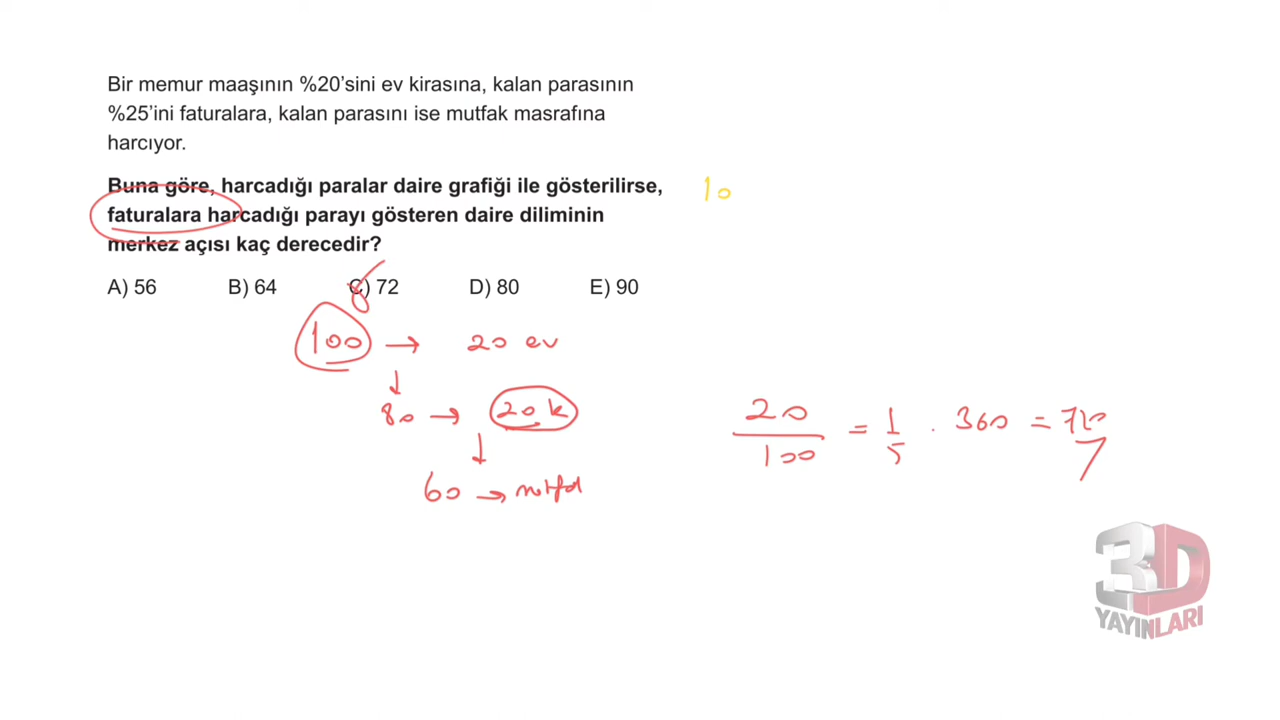 Bir memur maaşının %20'sini ev kirasına, kalan parasının
%25'ini faturalara, kalan parasını ise mutfak masrafına
harcıyor.
Buna göre, harcadığı paralar daire grafiği ile gösterilirse,
faturalara harcadığı parayı gösteren daire diliminin
merkez açısı kaç derecedir?
10
A) 56 B) 64 C) 72 D) 80 E) 90
100 → 20 ev
↓
80 → 20 k
↓
60 →
20
100
= 1/5 . 360 =
3D
YAYINLARI